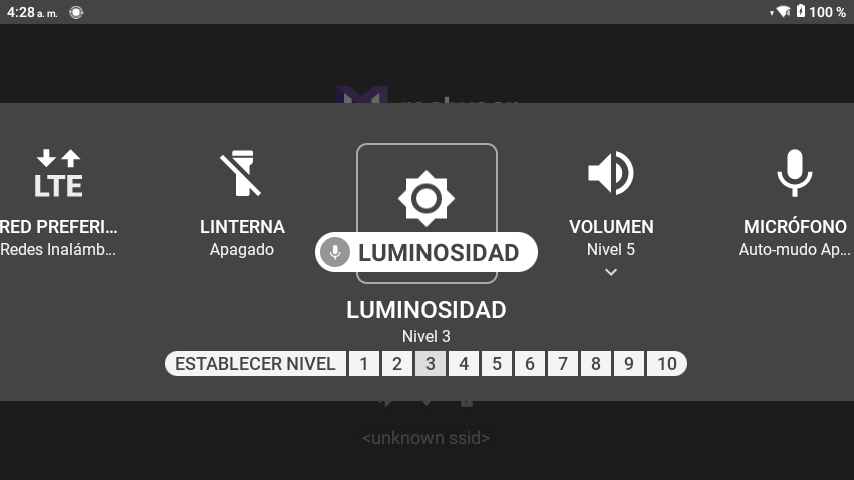 4:28 a. m.
100 %
LTE
RED PREFERI...
Redes Inalámb...
LINTERNA
Apagado
LUMINOSIDAD
VOLUMEN
Nivel 5
MICRÓFONO
Auto-mudo Ap...
LUMINOSIDAD
Nivel 3
ESTABLECER NIVEL 1 2 3 4 5 6 7 8 9 10
<unknown ssid>